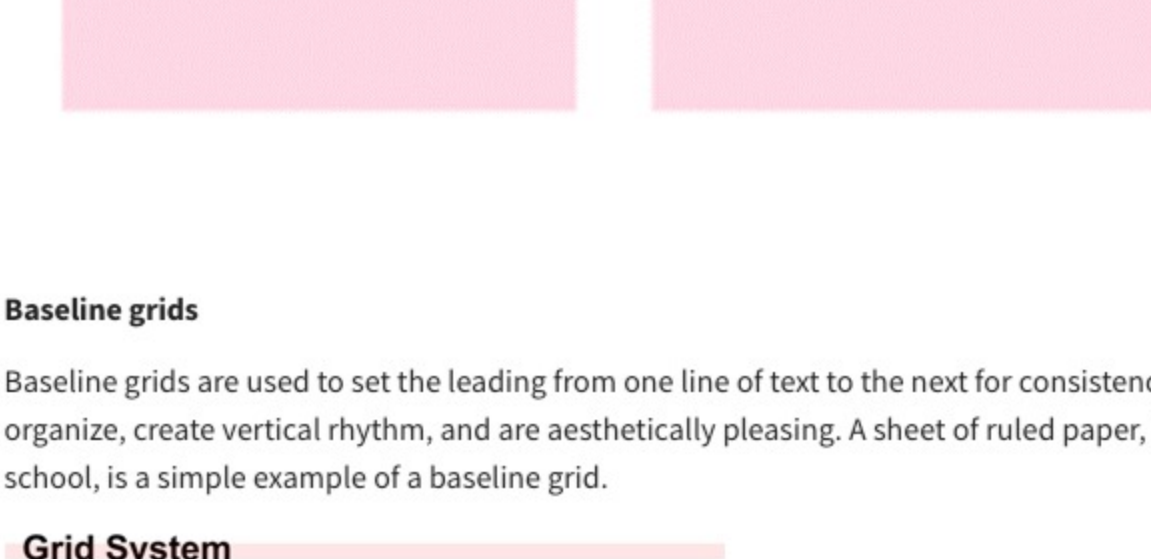 Baseline grids
Baseline grids are used to set the leading from one line of text to the next for
organize, create vertical rhythm, and are aesthetically pleasing. A sheet of ruled paper,
school, is a simple example of a baseline grid.
Grid System